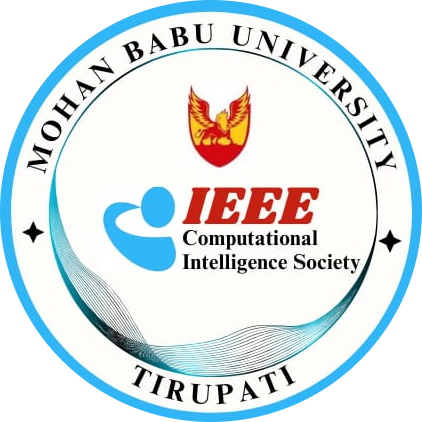 MOHAN BABU UNIVERSITY
IEEE
Computational
Intelligence Society
TIRUPATI